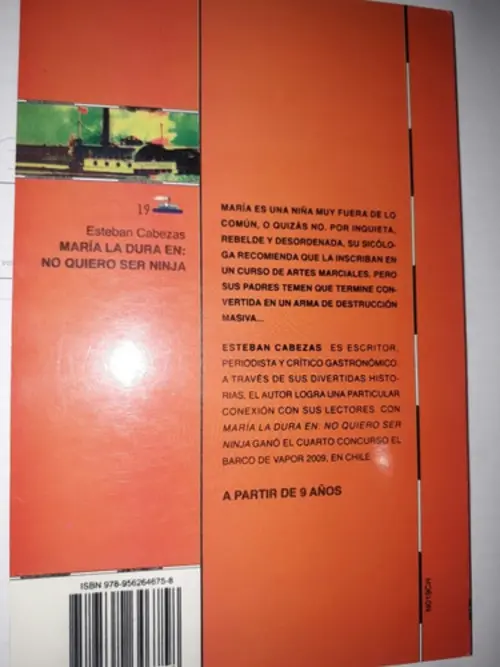 19
Esteban Cabezas
MARÍA LA DURA EN:
NO QUIERO SER NINJA
MARÍA ES UNA NIÑA MUY FUERA DE LO
COMÚN, O QUIZÁS NO. POR INQUIETA,
REBELDE Y DESORDENADA, SU SICÓLO-
GA RECOMIENDA QUE LA INSCRIBAN EN
UN CURSO DE ARTES MARCIALES. PERO
SUS PADRES TEMEN QUE TERMINE CON-
VERTIDA EN UN ARMA DE DESTRUCCIÓN
MASIVA...
ESTEBAN CABEZAS ES ESCRITOR,
PERIODISTA Y CRÍTICO GASTRONÓMICO.
A TRAVÉS DE SUS DIVERTIDAS HISTO-
RIAS, EL AUTOR LOGRA UNA PARTICULAR
CONEXIÓN CON SUS LECTORES. CON
MARÍA LA DURA EN: NO QUIERO SER
NINJA GANÓ EL CUARTO CONCURSO EL
BARCO DE VAPOR 2009, EN CHILE.
A PARTIR DE 9 AÑOS
ISBN 978-956264675-8